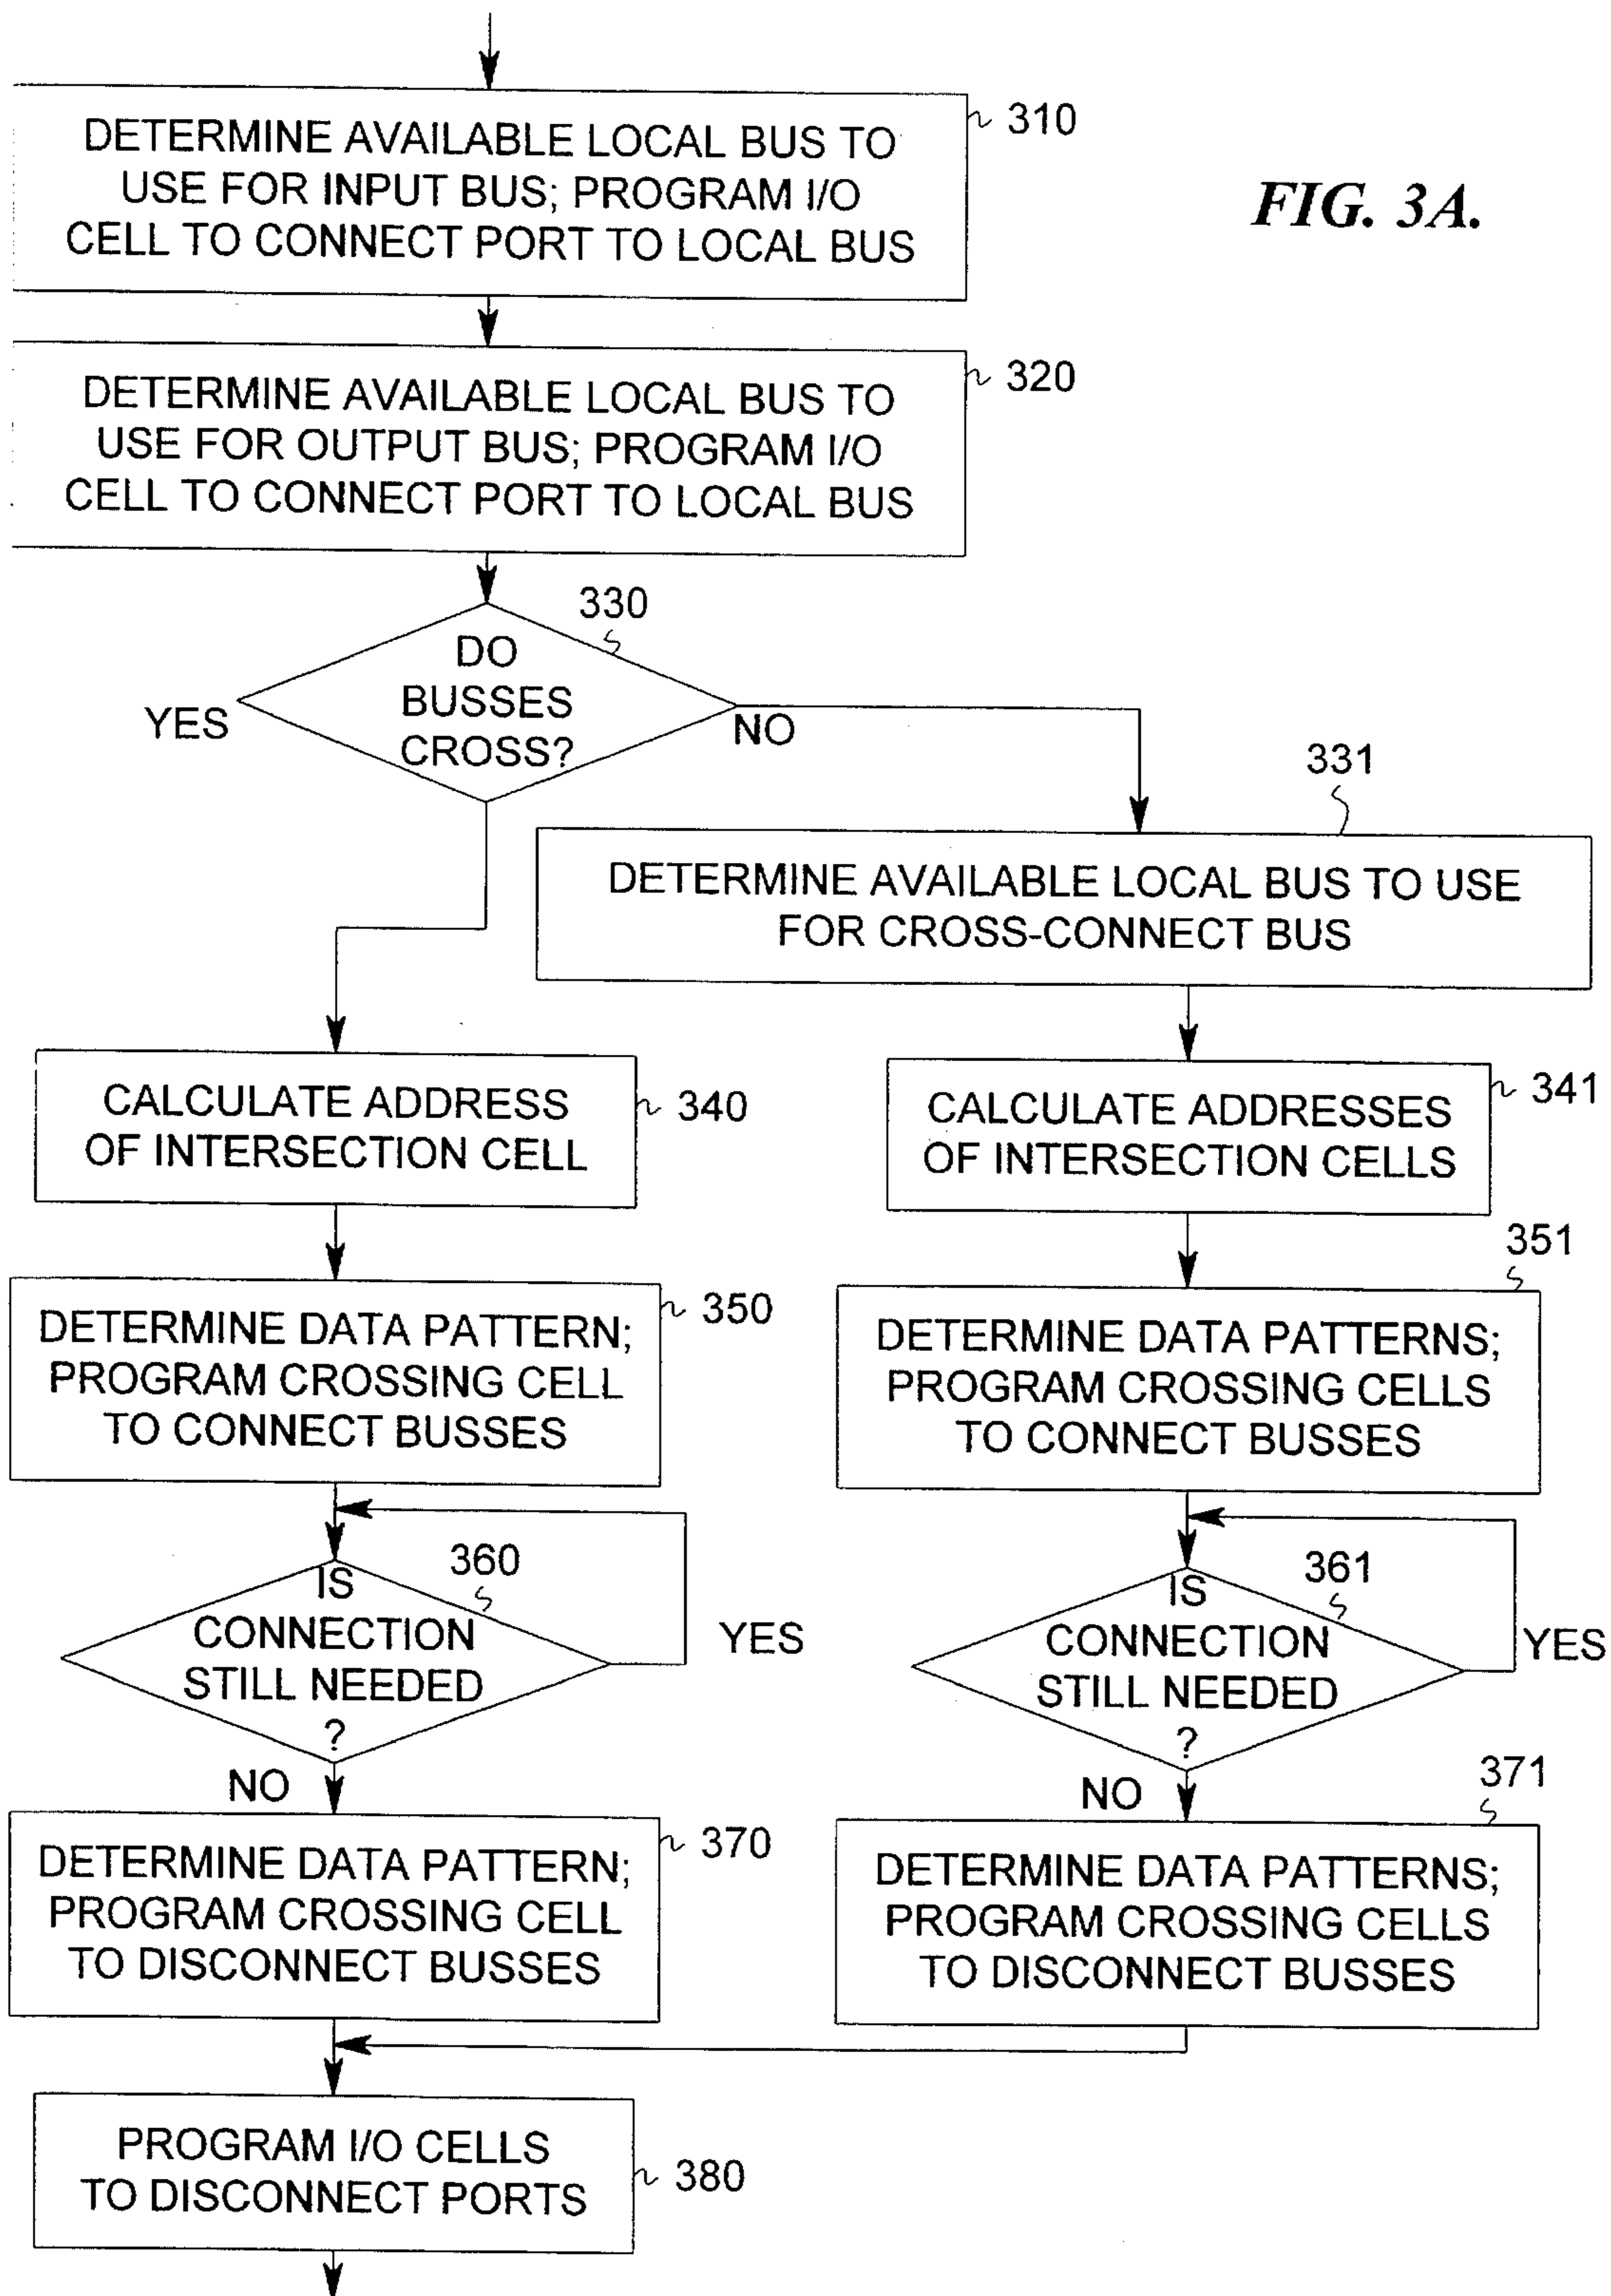 DETERMINE AVAILABLE LOCAL BUS TO
USE FOR INPUT BUS; PROGRAM I/O
CELL TO CONNECT PORT TO LOCAL BUS
310
FIG. 3A.
DETERMINE AVAILABLE LOCAL BUS TO
USE FOR OUTPUT BUS; PROGRAM I/O
CELL TO CONNECT PORT TO LOCAL BUS
320
330
DO
BUSSES
CROSS?
YES
NO
331
DETERMINE AVAILABLE LOCAL BUS TO USE
FOR CROSS-CONNECT BUS
CALCULATE ADDRESS
OF INTERSECTION CELL
340
CALCULATE ADDRESSES
OF INTERSECTION CELLS
341
DETERMINE DATA PATTERN;
PROGRAM CROSSING CELL
TO CONNECT BUSSES
350
351
DETERMINE DATA PATTERNS;
PROGRAM CROSSING CELLS
TO CONNECT BUSSES
360
IS
CONNECTION
STILL NEEDED
?
YES
NO
361
IS
CONNECTION
STILL NEEDED
?
YES
NO
DETERMINE DATA PATTERN;
PROGRAM CROSSING CELL
TO DISCONNECT BUSSES
370
371
DETERMINE DATA PATTERNS;
PROGRAM CROSSING CELLS
TO DISCONNECT BUSSES
PROGRAM I/O CELLS
TO DISCONNECT PORTS
380